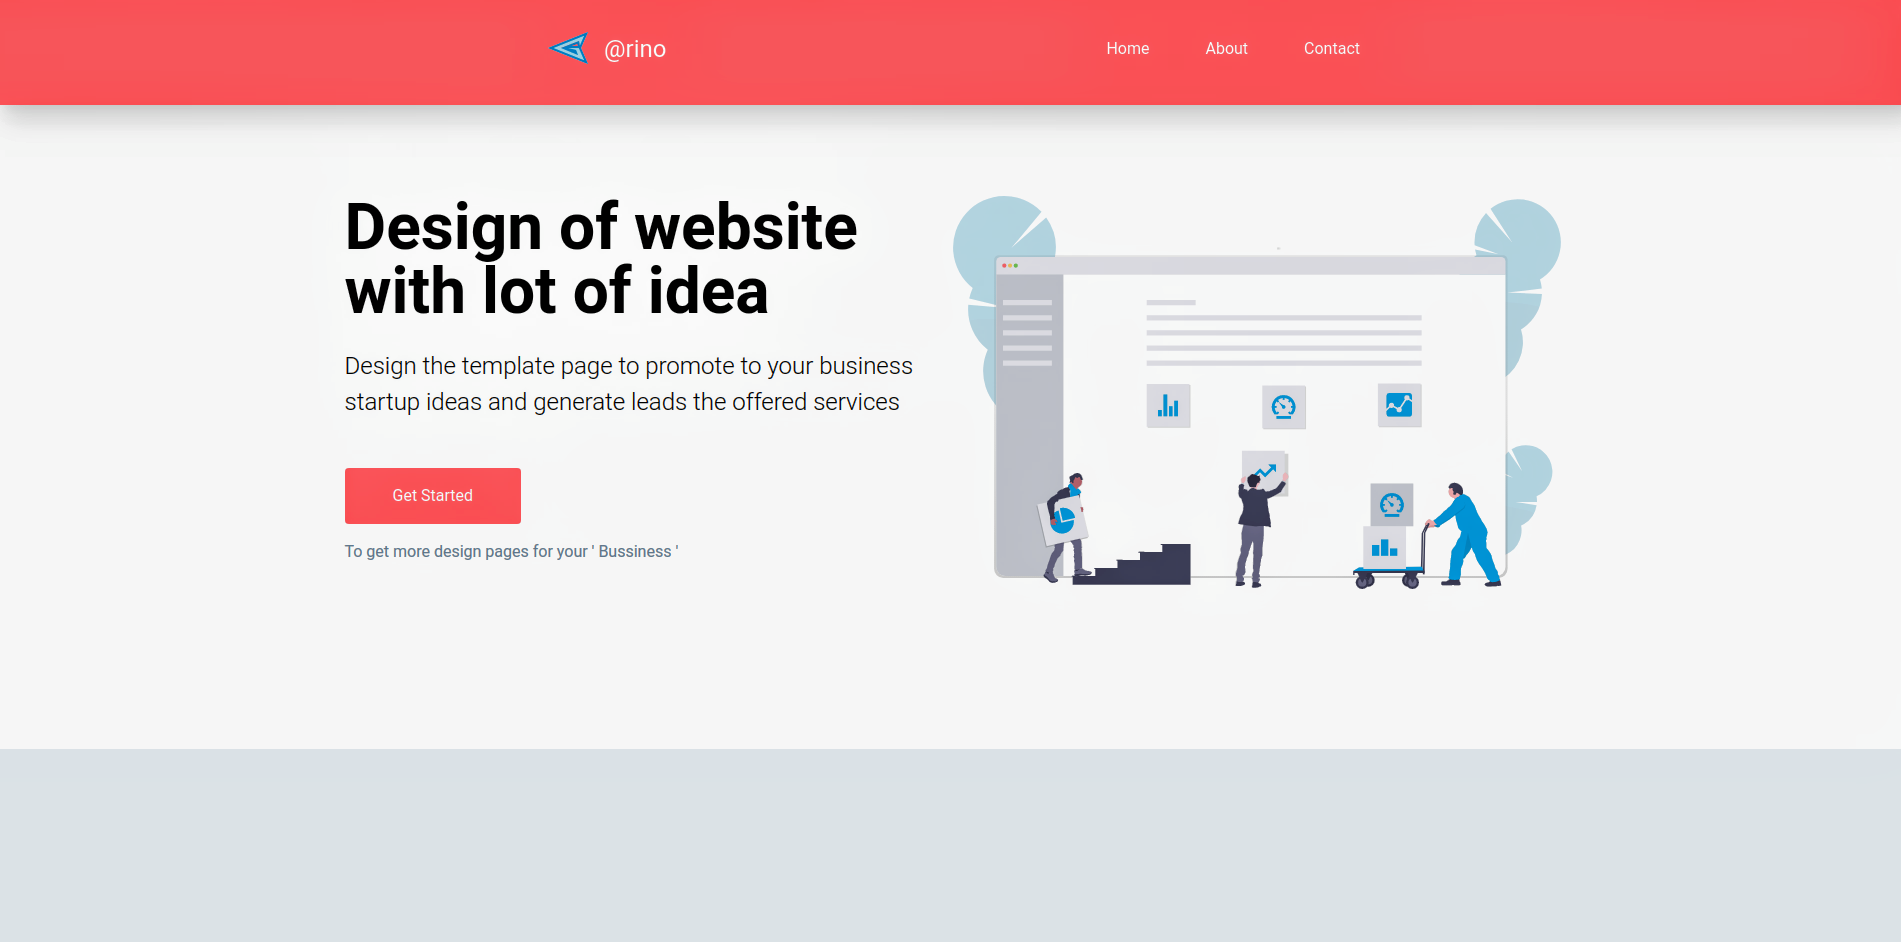 @rino
Home
About
Contact
Design of website
with lot of idea
Design the template page to promote to your business
startup ideas and generate leads the offered services
Get Started
To get more design pages for your ' Bussiness '